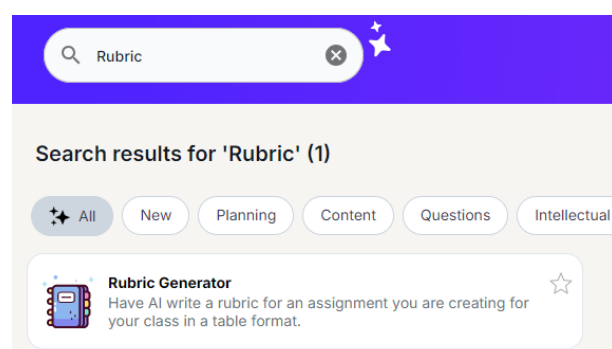 Rubric
Search results for 'Rubric' (1)
All New Planning Content Questions Intellectual
Rubric Generator
Have AI write a rubric for an assignment you are creating for
your class in a table format.